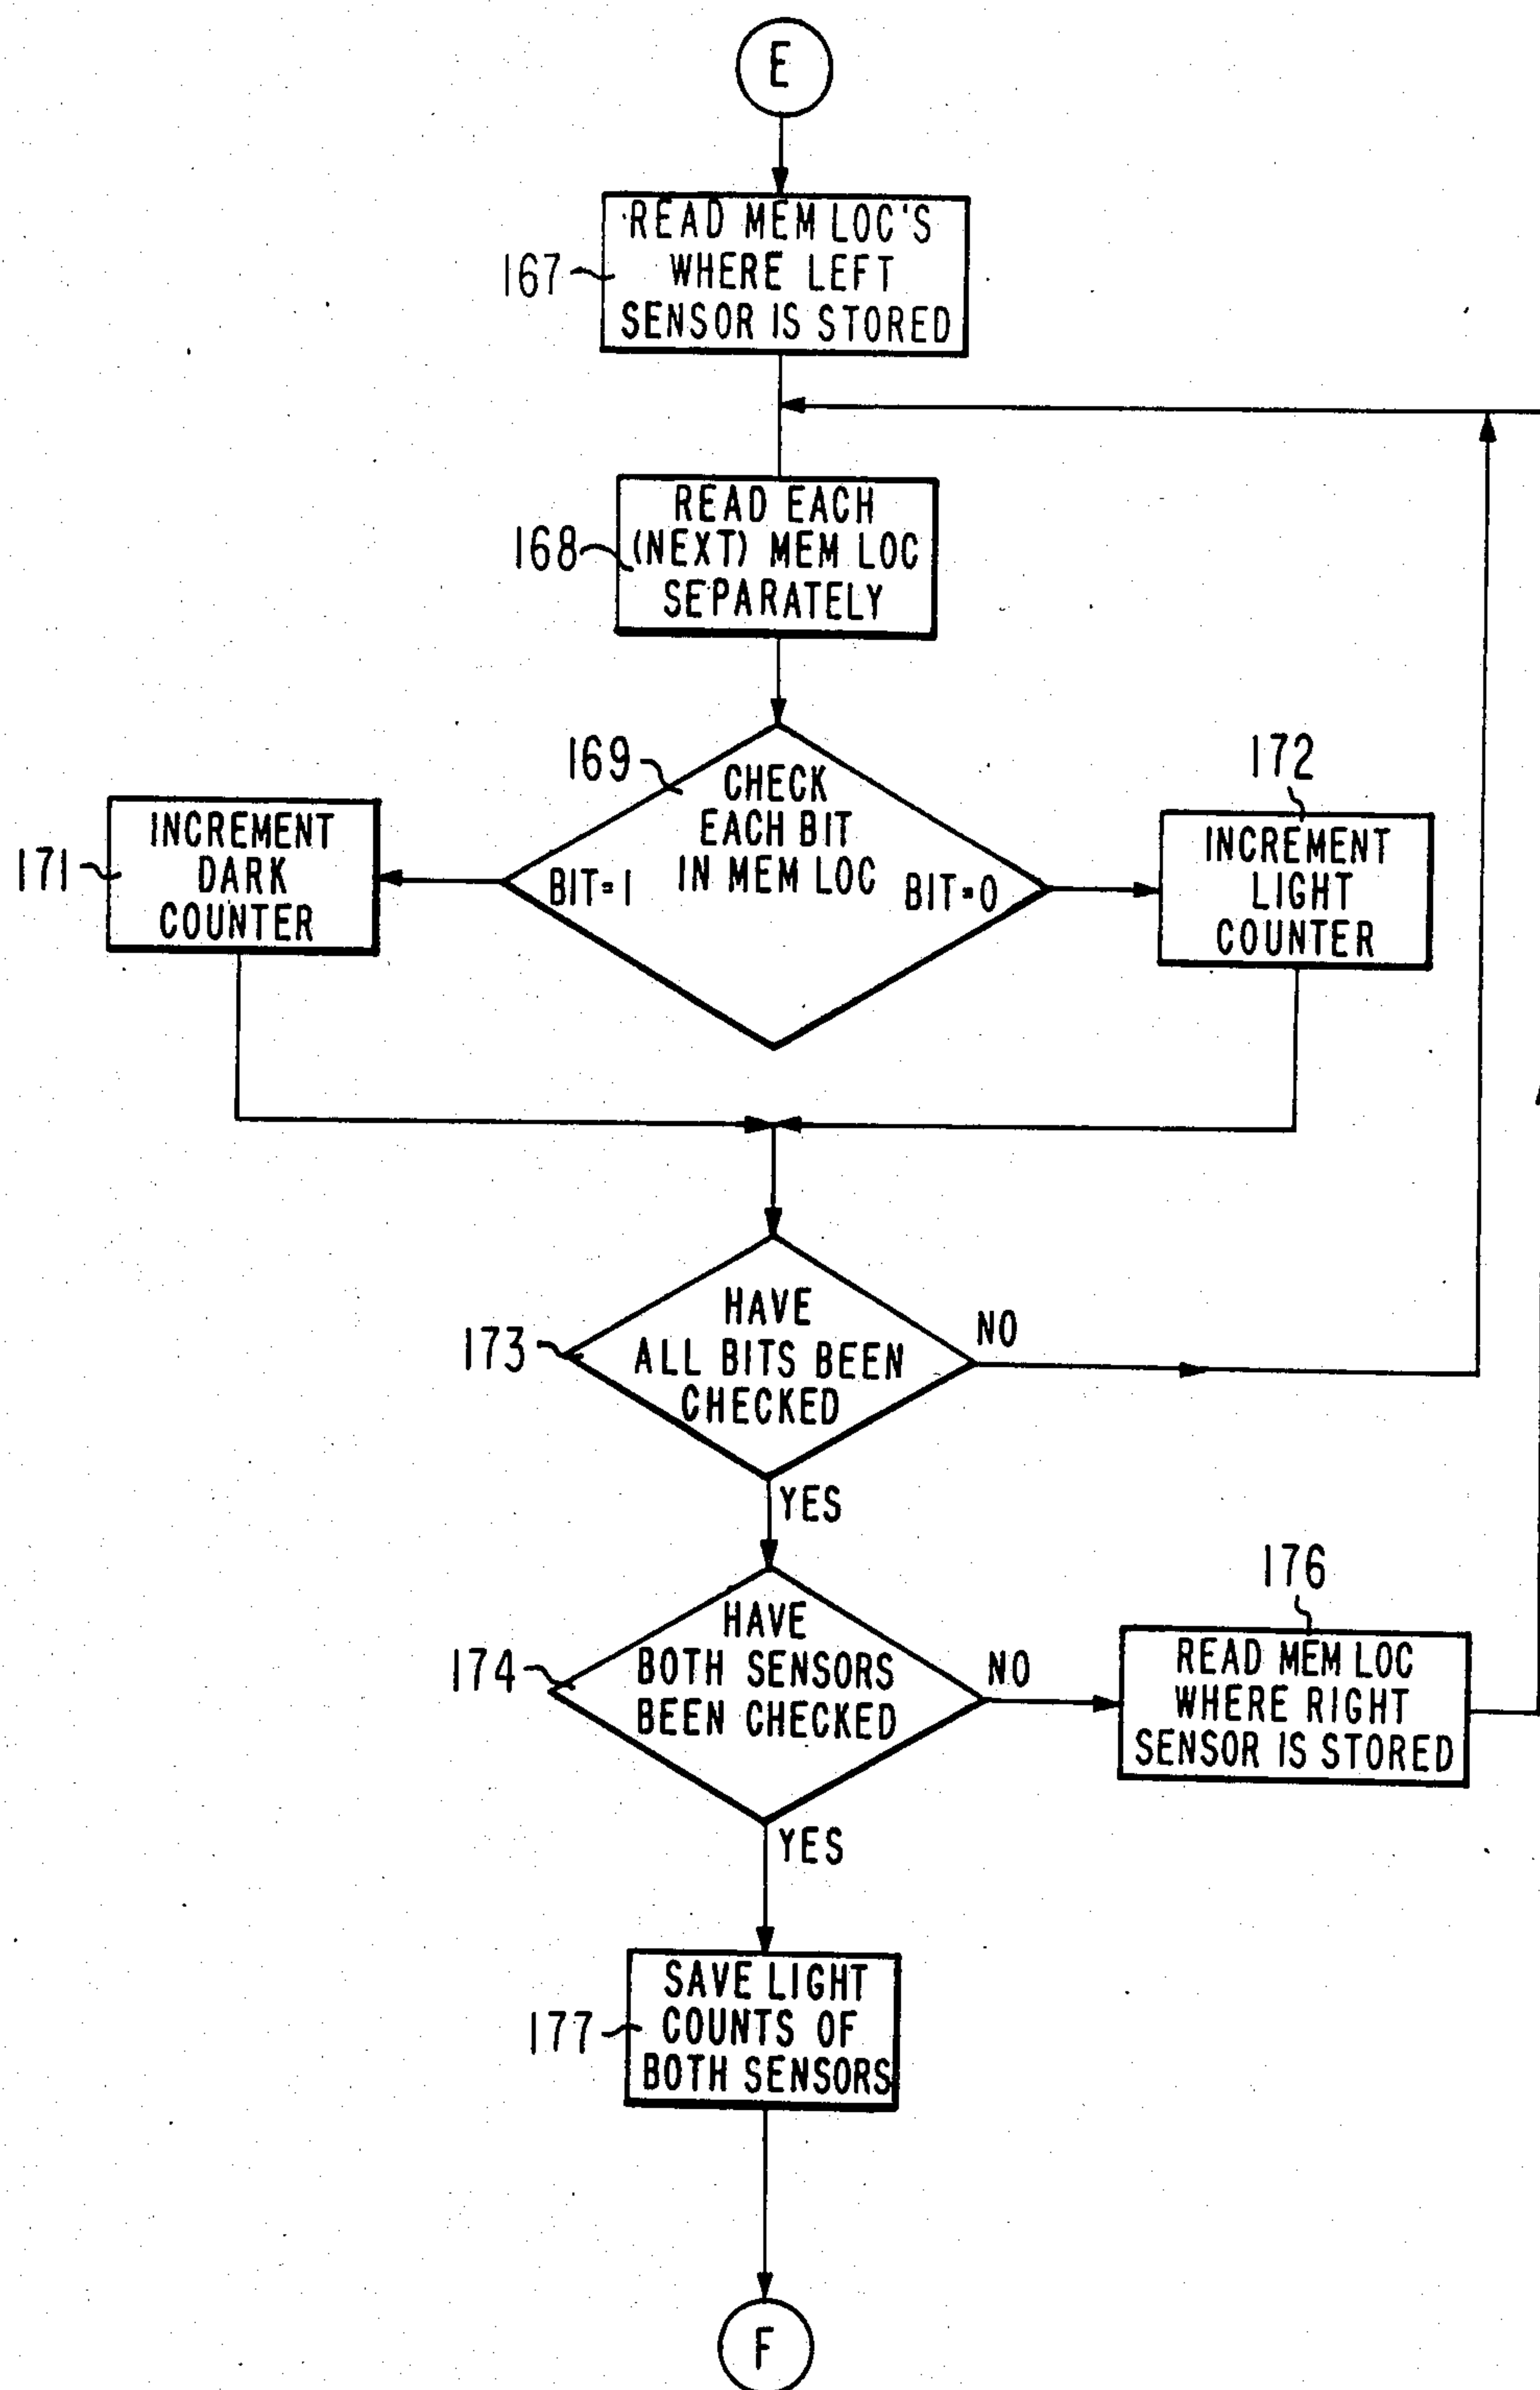 E
READ MEM LOC'S
WHERE LEFT
SENSOR IS STORED
167
READ EACH
(NEXT) MEM LOC
SEPARATELY
168
169
CHECK
EACH BIT
IN MEM LOC
BIT=1
BIT=0
171
INCREMENT
DARK
COUNTER
172
INCREMENT
LIGHT
COUNTER
173
HAVE
ALL BITS BEEN
CHECKED
NO
YES
174
HAVE
BOTH SENSORS
BEEN CHECKED
NO
176
READ MEM LOC
WHERE RIGHT
SENSOR IS STORED
YES
177
SAVE LIGHT
COUNTS OF
BOTH SENSORS
F